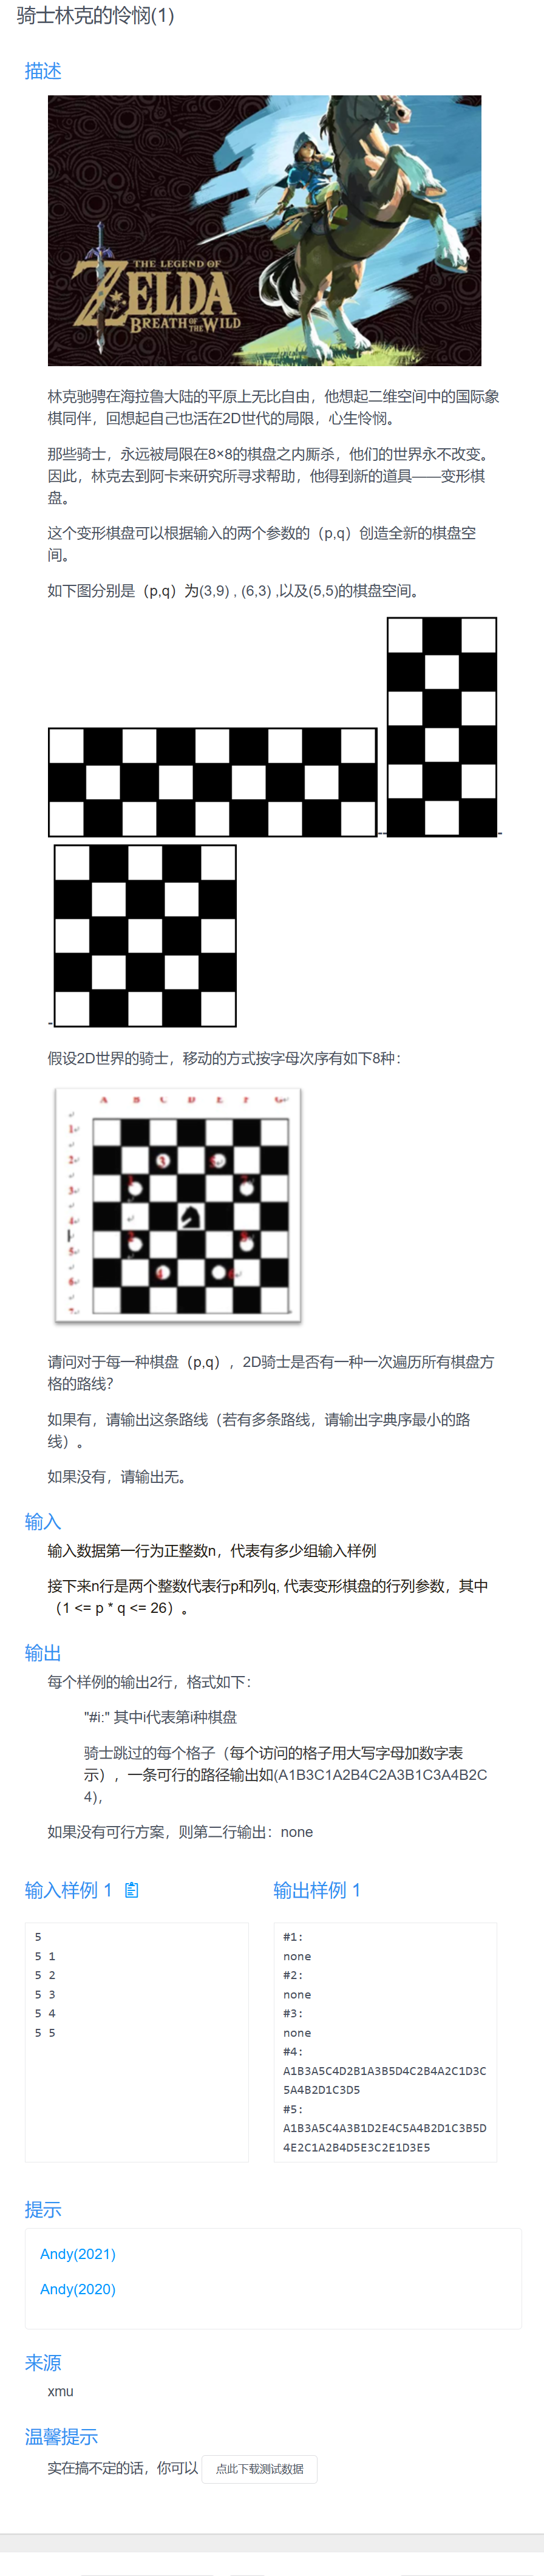 骑士林克的怜悯(1)
描述
THE LEGEND OF
ZELDA
BREATH OF THE WILD
林克驰骋在海拉鲁大陆的平原上无比自由，他想起二维空间中的国际象
棋同伴，回想起自己也活在2D世代的局限，心生怜悯。
那些骑士，永远被局限在8×8的棋盘之内厮杀，他们的世界永不改变。
因此，林克去到阿卡来研究所寻求帮助，他得到新的道具——变形棋
盘。
这个变形棋盘可以根据输入的两个参数的（p,q）创造全新的棋盘空
间。
如下图分别是（p,q）为(3,9) , (6,3) ,以及(5,5)的棋盘空间。
假设2D世界的骑士，移动的方式按字母次序有如下8种：
A B C D E F G
1
2
3
4
5
6
7
请问对于每一种棋盘（p,q），2D骑士是否有一种一次遍历所有棋盘方
格的路线?
如果有，请输出这条路线（若有多条路线，请输出字典序最小的路
线）。
如果没有，请输出无。
输入
输入数据第一行为正整数n，代表有多少组输入样例
接下来n行是两个整数代表行p和列q, 代表变形棋盘的行列参数，其中
（1 <= p * q <= 26）。
输出
每个样例的输出2行，格式如下：
"#i:" 其中i代表第i种棋盘
骑士跳过的每个格子（每个访问的格子用大写字母加数字表
示），一条可行的路径输出如(A1B3C1A2B4C2A3B1C3A4B2C
4),
如果没有可行方案，则第二行输出：none
输入样例 1
输出样例 1
5
5 1
5 2
5 3
5 4
5 5
#1:
none
#2:
none
#3:
none
#4:
A1B3A5C4D2B1A3B5D4C2B4A2C1D3C
5A4B2D1C3D5
#5:
A1B3A5C4A3B1D2E4C5A4B2D1C3B5D
4E2C1A2B4D5E3C2E1D3E5
提示
Andy(2021)
Andy(2020)
来源
xmu
温馨提示
实在搞不定的话，你可以 点此下载测试数据